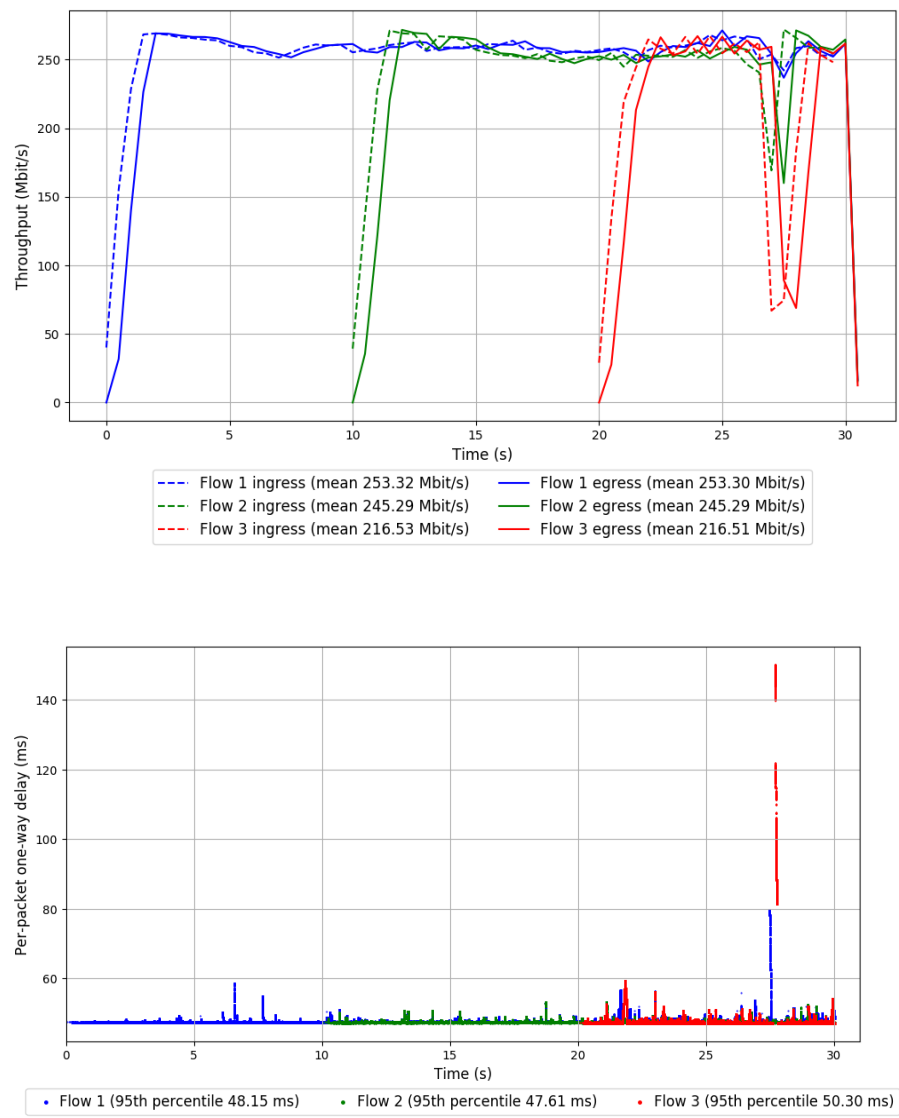 250
200
150
100
50
0
Throughput (Mbit/s)
0 5 10 15 20 25 30
Time (s)
Flow 1 ingress (mean 253.32 Mbit/s) Flow 1 egress (mean 253.30 Mbit/s)
Flow 2 ingress (mean 245.29 Mbit/s) Flow 2 egress (mean 245.29 Mbit/s)
Flow 3 ingress (mean 216.53 Mbit/s) Flow 3 egress (mean 216.51 Mbit/s)
140
120
100
80
60
Per-packet one-way delay (ms)
0 5 10 15 20 25 30
Time (s)
Flow 1 (95th percentile 48.15 ms) Flow 2 (95th percentile 47.61 ms) Flow 3 (95th percentile 50.30 ms)